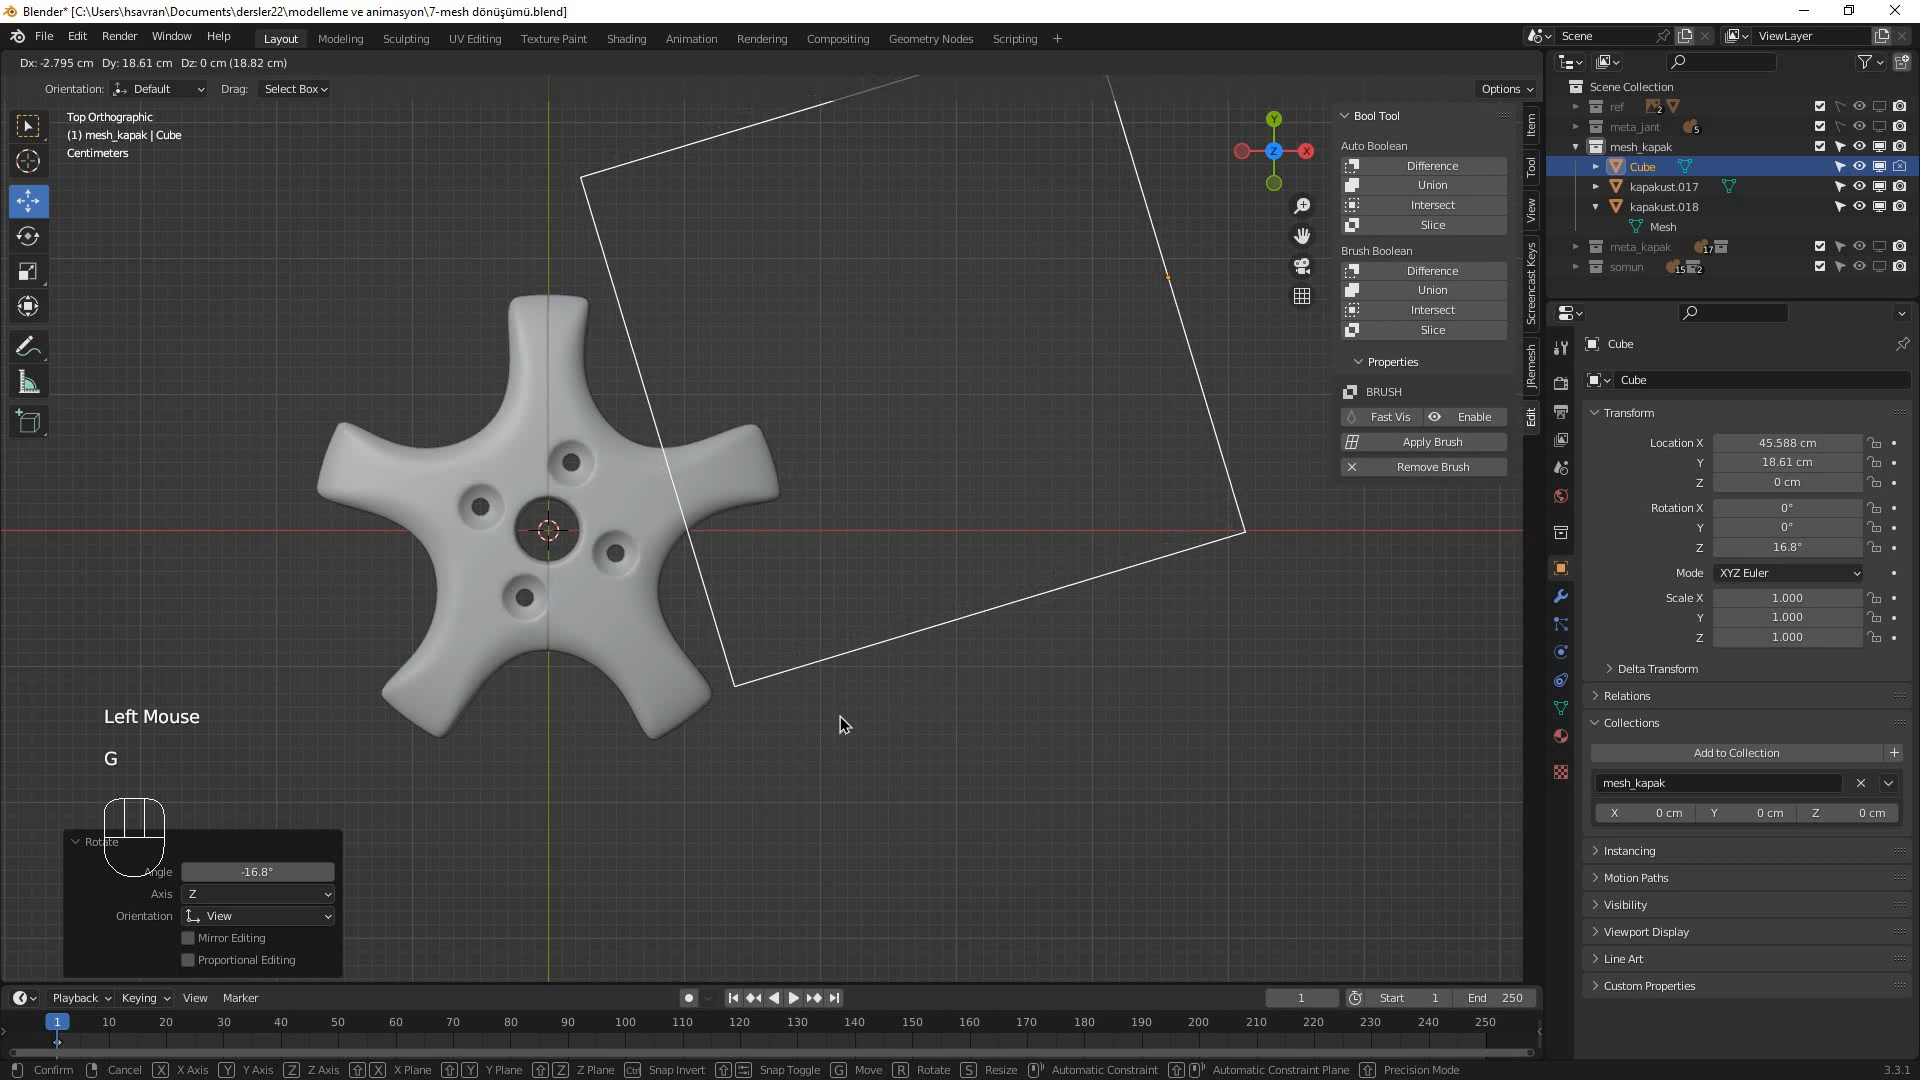 Blender* [C:\Users\hsavran\Documents\dersler22\modelleme ve animasyon\7-mesh dönüşümü.blend]
File Edit Render Window Help Layout Modeling Sculpting UV Editing Texture Paint Shading Animation Rendering Compositing Geometry Nodes Scripting + Scene ViewLayer
Dx: -2.795 cm Dy: 18.61 cm Dz: 0 cm (18.82 cm)
Orientation: Default Drag: Select Box Options
Top Orthographic
(1) mesh_kapak | Cube
Centimeters
Y
X
Z
Bool Tool
Auto Boolean
Difference
Union
Intersect
Slice
Brush Boolean
Difference
Union
Intersect
Slice
Properties
BRUSH
Fast Vis Enable
Apply Brush
Remove Brush
Item
Tool
View
Screencast Keys
JRemesh
Edit
Scene Collection
ref 2
meta_jant 5
mesh_kapak
Cube
kapakust.017
kapakust.018
Mesh
meta_kapak 17
somun 15 2
Cube
Cube
Transform
Location X 45.588 cm
Y 18.61 cm
Z 0 cm
Rotation X 0°
Y 0°
Z 16.8°
Mode XYZ Euler
Scale X 1.000
Y 1.000
Z 1.000
Delta Transform
Relations
Collections
Add to Collection +
mesh_kapak
X 0 cm Y 0 cm Z 0 cm
Instancing
Motion Paths
Visibility
Viewport Display
Line Art
Custom Properties
Left Mouse
G
Rotate
Angle -16.8°
Axis Z
Orientation View
Mirror Editing
Proportional Editing
Playback Keying View Marker 1 Start 1 End 250
1 10 20 30 40 50 60 70 80 90 100 110 120 130 140 150 160 170 180 190 200 210 220 230 240 250
Confirm Cancel X X Axis Y Y Axis Z Z Axis X X Plane Y Y Plane Z Z Plane Ctrl Snap Invert Snap Toggle G Move R Rotate S Resize Automatic Constraint Automatic Constraint Plane Precision Mode 3.3.1